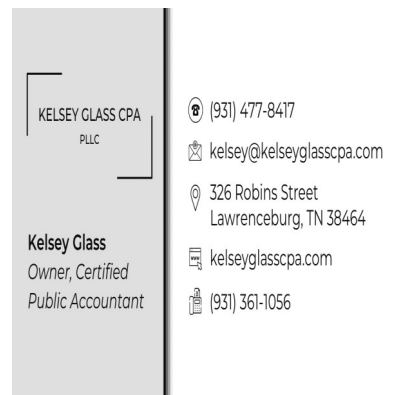 KELSEY GLASS CPA
PLLC
Kelsey Glass
Owner, Certified
Public Accountant
(931) 477-8417
kelsey@kelseyglasscpa.com
326 Robins Street
Lawrenceburg, TN 38464
kelseyglasscpa.com
(931) 361-1056